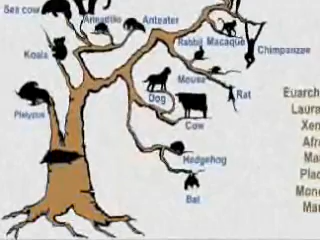 Sea cow
Armadillo
Anteater
Koala
Rabbit
Macaque
Chimpanzee
Mouse
Rat
Dog
Platypus
Cow
Hedgehog
Bat
Euarch
Laura
Xen
Afr
Ma
Plac
Mono
Mar